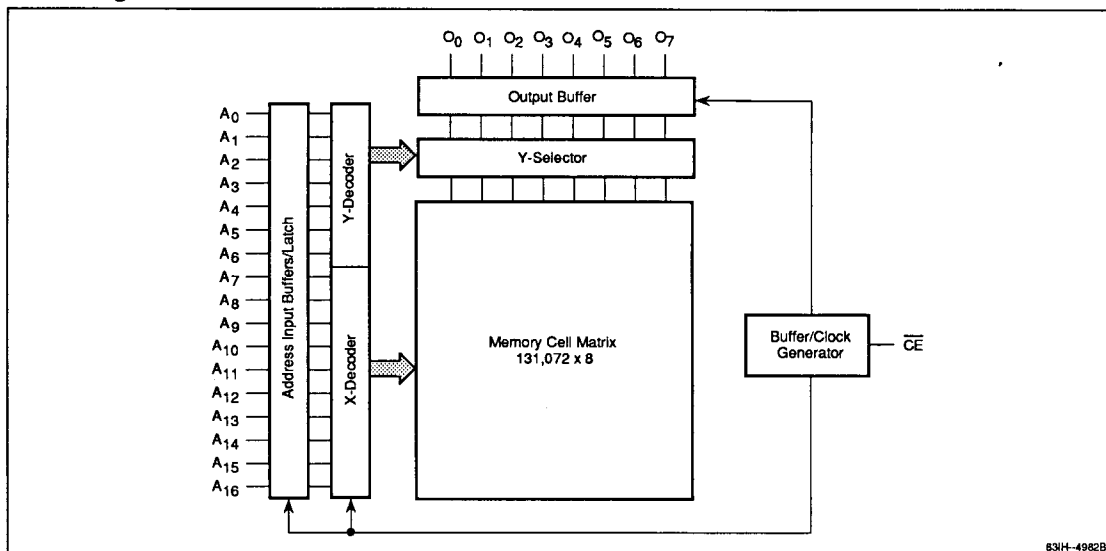 O0 O1 O2 O3 O4 O5 O6 O7
Output Buffer
Y-Selector
A0
A1
A2
A3
A4
A5
A6
A7
A8
A9
A10
A11
A12
A13
A14
A15
A16
Address Input Buffers/Latch
Y-Decoder
X-Decoder
Memory Cell Matrix
131,072 x 8
Buffer/Clock
Generator
C̅E̅
83IH-4982B